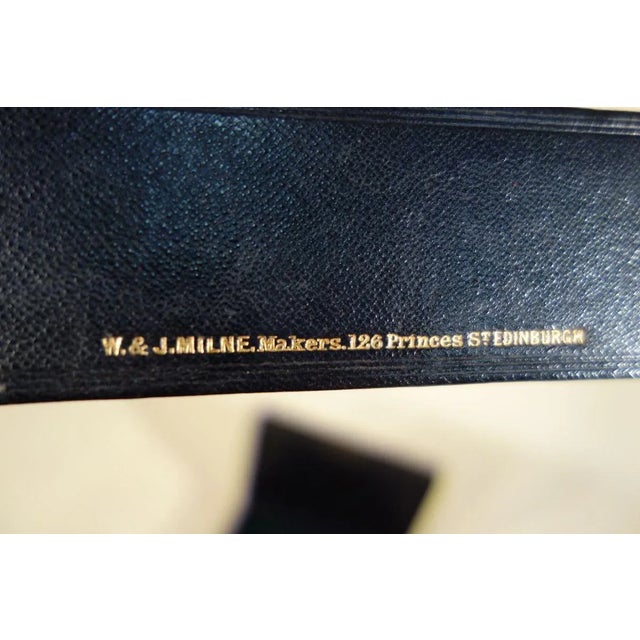 W. & J. MILNE. Makers. 126 Princes ST EDINBURGH